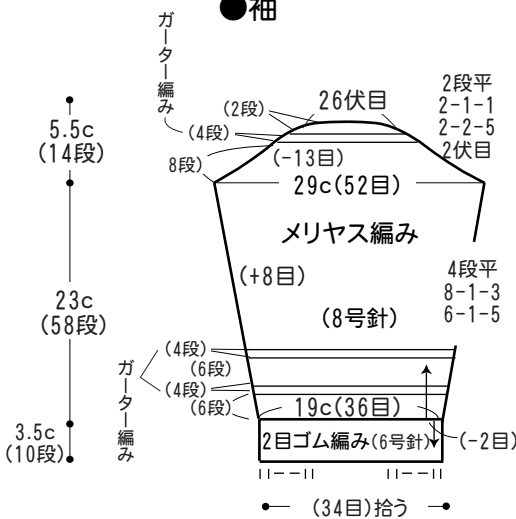 ●袖
ガーター編み
(2段)
26伏目
2段平
2-1-1
2-2-5
2伏目
(4段)
8段)
(-13目)
5.5c
(14段)
29c(52目)
メリヤス編み
(+8目)
4段平
8-1-3
6-1-5
(8号針)
23c
(58段)
ガーター編み
(4段)
(6段)
(4段)
(6段)
19c(36目)
3.5c
(10段)
2目ゴム編み(6号針)
(-2目)
(34目)拾う